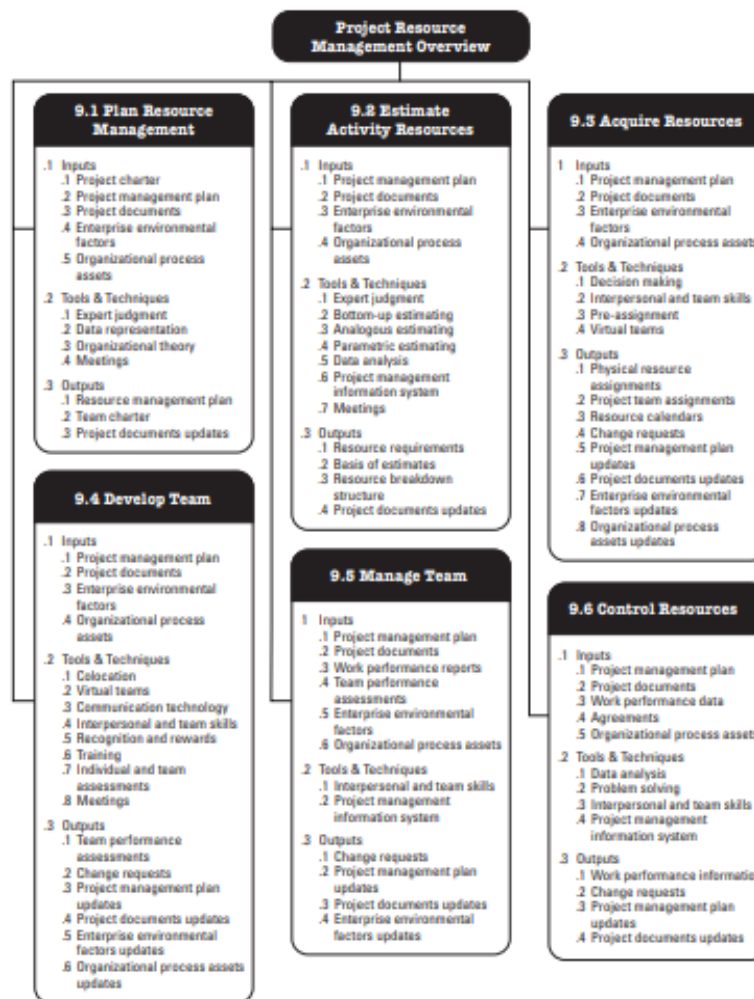 Project Resource
Management Overview
9.1 Plan Resource
Management
.1 Inputs
.1 Project charter
.2 Project management plan
.3 Project documents
.4 Enterprise environmental
factors
.5 Organizational process
assets
.2 Tools & Techniques
.1 Expert judgment
.2 Data representation
.3 Organizational theory
.4 Meetings
.3 Outputs
.1 Resource management plan
.2 Team charter
.3 Project documents updates
9.2 Estimate
Activity Resources
.1 Inputs
.1 Project management plan
.2 Project documents
.3 Enterprise environmental
factors
.4 Organizational process
assets
.2 Tools & Techniques
.1 Expert judgment
.2 Bottom-up estimating
.3 Analogous estimating
.4 Parametric estimating
.5 Data analysis
.6 Project management
information system
.7 Meetings
.3 Outputs
.1 Resource requirements
.2 Basis of estimates
.3 Resource breakdown
structure
.4 Project documents updates
9.3 Acquire Resources
1 Inputs
.1 Project management plan
.2 Project documents
.3 Enterprise environmental
factors
.4 Organizational process assets
.2 Tools & Techniques
.1 Decision making
.2 Interpersonal and team skills
.3 Pre-assignment
.4 Virtual teams
.3 Outputs
.1 Physical resource
assignments
.2 Project team assignments
.3 Resource calendars
.4 Change requests
.5 Project management plan
updates
.6 Project documents updates
.7 Enterprise environmental
factors updates
.8 Organizational process
assets updates
9.4 Develop Team
.1 Inputs
.1 Project management plan
.2 Project documents
.3 Enterprise environmental
factors
.4 Organizational process
assets
.2 Tools & Techniques
.1 Colocation
.2 Virtual teams
.3 Communication technology
.4 Interpersonal and team skills
.5 Recognition and rewards
.6 Training
.7 Individual and team
assessments
.8 Meetings
.3 Outputs
.1 Team performance
assessments
.2 Change requests
.3 Project management plan
updates
.4 Project documents updates
.5 Enterprise environmental
factors updates
.6 Organizational process assets
updates
9.5 Manage Team
1 Inputs
.1 Project management plan
.2 Project documents
.3 Work performance reports
.4 Team performance
assessments
.5 Enterprise environmental
factors
.6 Organizational process assets
.2 Tools & Techniques
.1 Interpersonal and team skills
.2 Project management
information system
.3 Outputs
.1 Change requests
.2 Project management plan
updates
.3 Project documents updates
.4 Enterprise environmental
factors updates
9.6 Control Resources
.1 Inputs
.1 Project management plan
.2 Project documents
.3 Work performance data
.4 Agreements
.5 Organizational process assets
.2 Tools & Techniques
.1 Data analysis
.2 Problem solving
.3 Interpersonal and team skills
.4 Project management
information system
.3 Outputs
.1 Work performance informatio
.2 Change requests
.3 Project management plan
updates
.4 Project documents updates